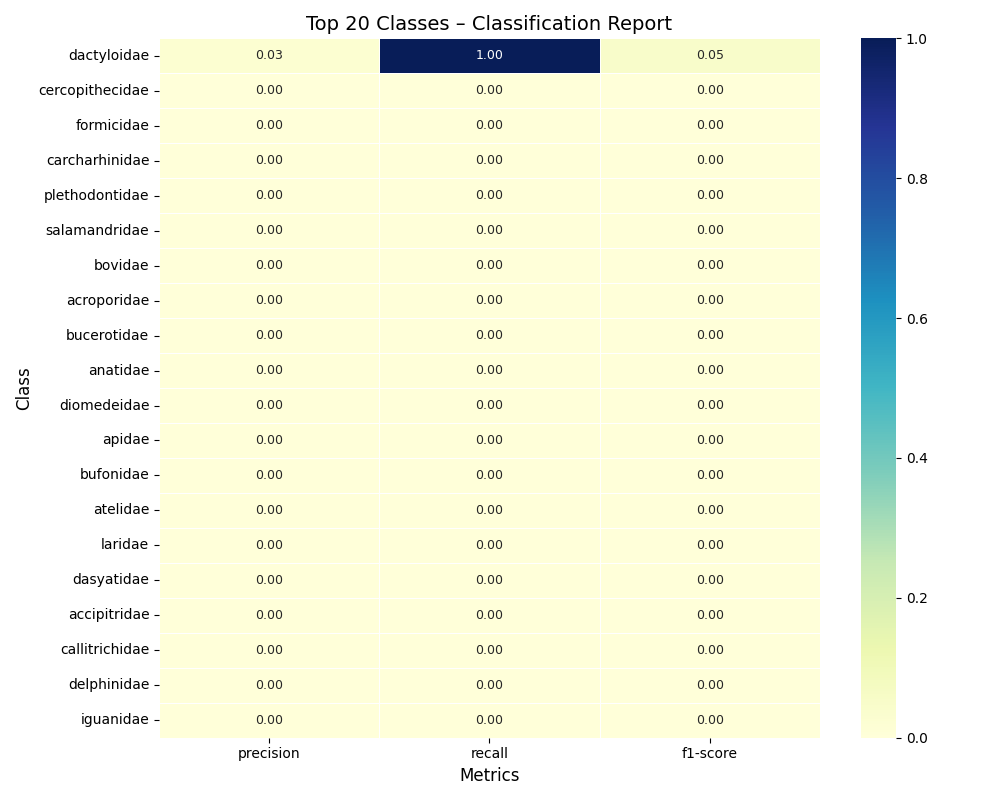 Top 20 Classes – Classification Report
dactyloidae 0.03 1.00 0.05
cercopithecidae 0.00 0.00 0.00
formicidae 0.00 0.00 0.00
carcharhinidae 0.00 0.00 0.00
plethodontidae 0.00 0.00 0.00
salamandridae 0.00 0.00 0.00
bovidae 0.00 0.00 0.00
acroporidae 0.00 0.00 0.00
bucerotidae 0.00 0.00 0.00
anatidae 0.00 0.00 0.00
diomedeidae 0.00 0.00 0.00
apidae 0.00 0.00 0.00
bufonidae 0.00 0.00 0.00
atelidae 0.00 0.00 0.00
laridae 0.00 0.00 0.00
dasyatidae 0.00 0.00 0.00
accipitridae 0.00 0.00 0.00
callitrichidae 0.00 0.00 0.00
delphinidae 0.00 0.00 0.00
iguanidae 0.00 0.00 0.00
precision recall f1-score
Metrics
Class
1.0
0.8
0.6
0.4
0.2
0.0